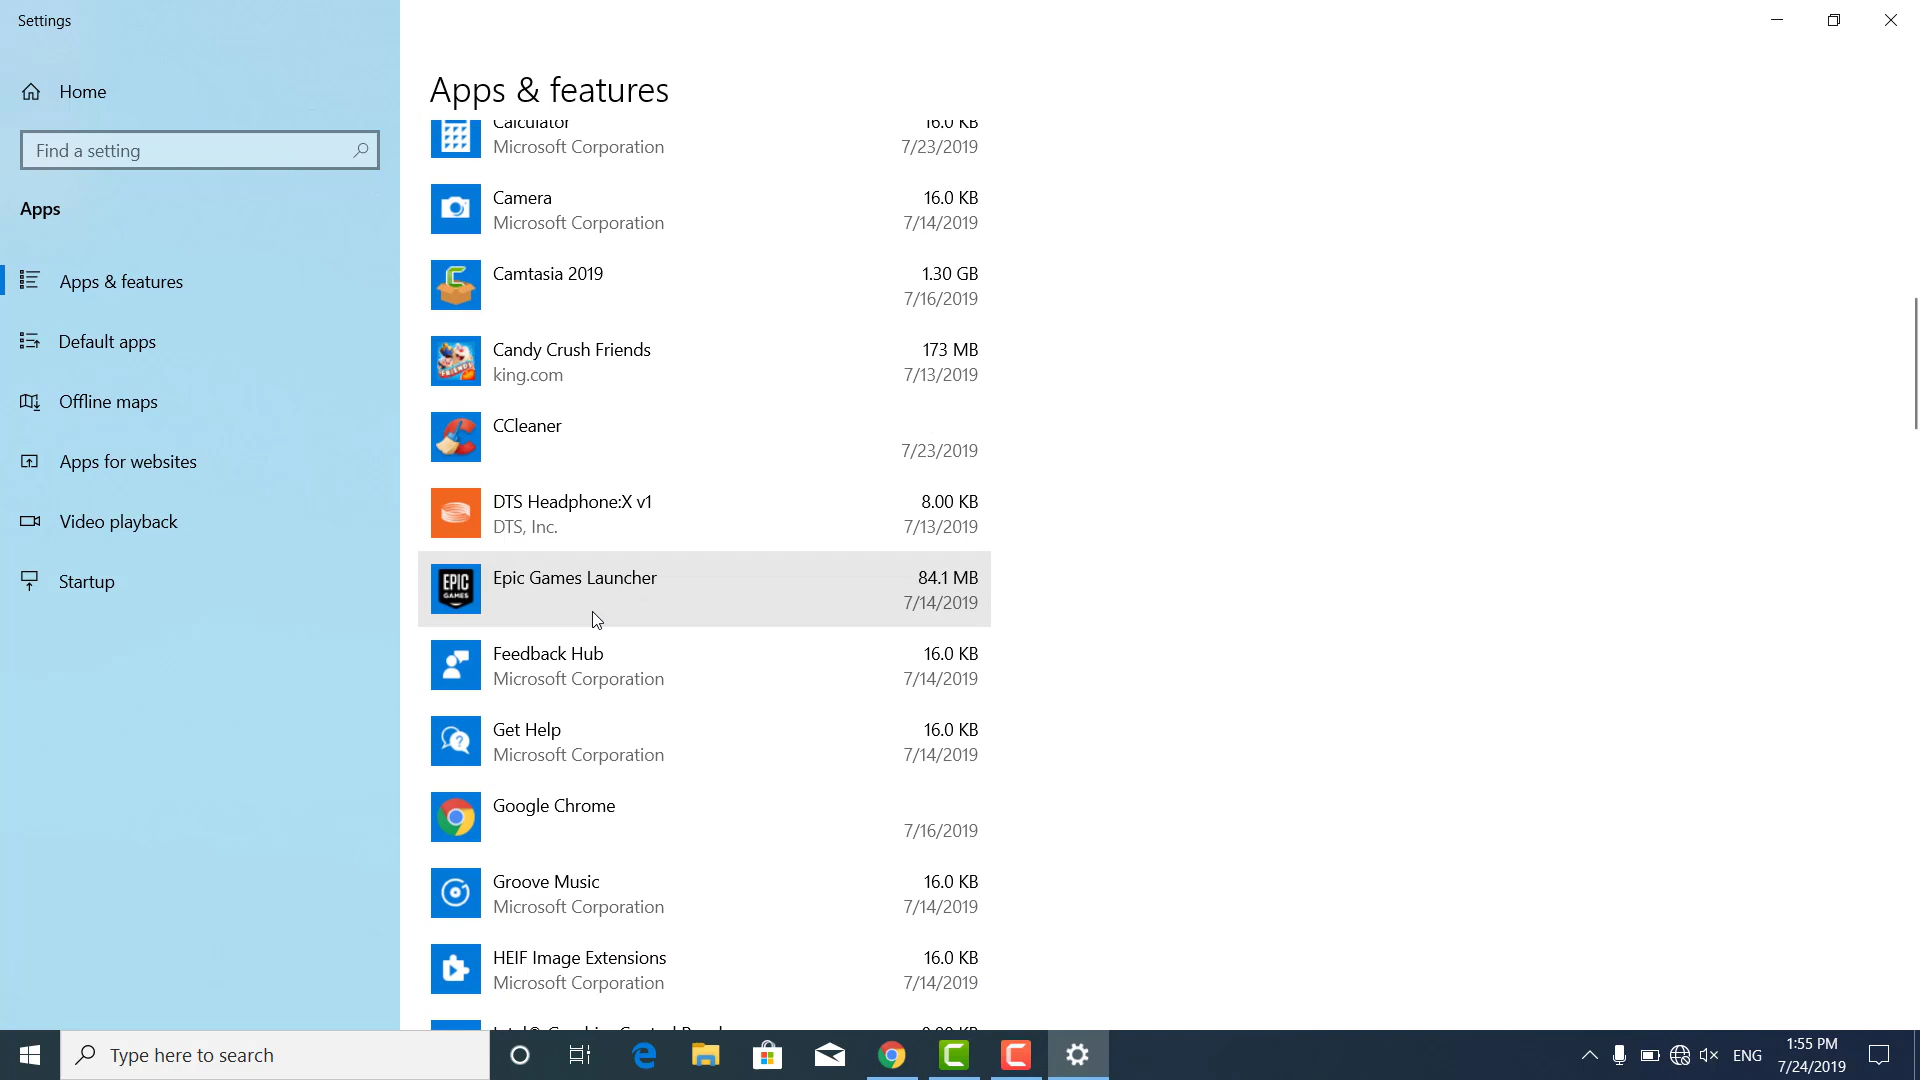 Settings
Home
Find a setting
Apps
Apps & features
Default apps
Offline maps
Apps for websites
Video playback
Startup
Apps & features
Calculator 16.0 KB
Microsoft Corporation 7/23/2019
Camera 16.0 KB
Microsoft Corporation 7/14/2019
Camtasia 2019 1.30 GB
7/16/2019
Candy Crush Friends 173 MB
king.com 7/13/2019
CCleaner
7/23/2019
DTS Headphone:X v1 8.00 KB
DTS, Inc. 7/13/2019
EPIC
GAMES
Epic Games Launcher 84.1 MB
7/14/2019
Feedback Hub 16.0 KB
Microsoft Corporation 7/14/2019
Get Help 16.0 KB
Microsoft Corporation 7/14/2019
Google Chrome
7/16/2019
Groove Music 16.0 KB
Microsoft Corporation 7/14/2019
HEIF Image Extensions 16.0 KB
Microsoft Corporation 7/14/2019
Type here to search
ENG
1:55 PM
7/24/2019